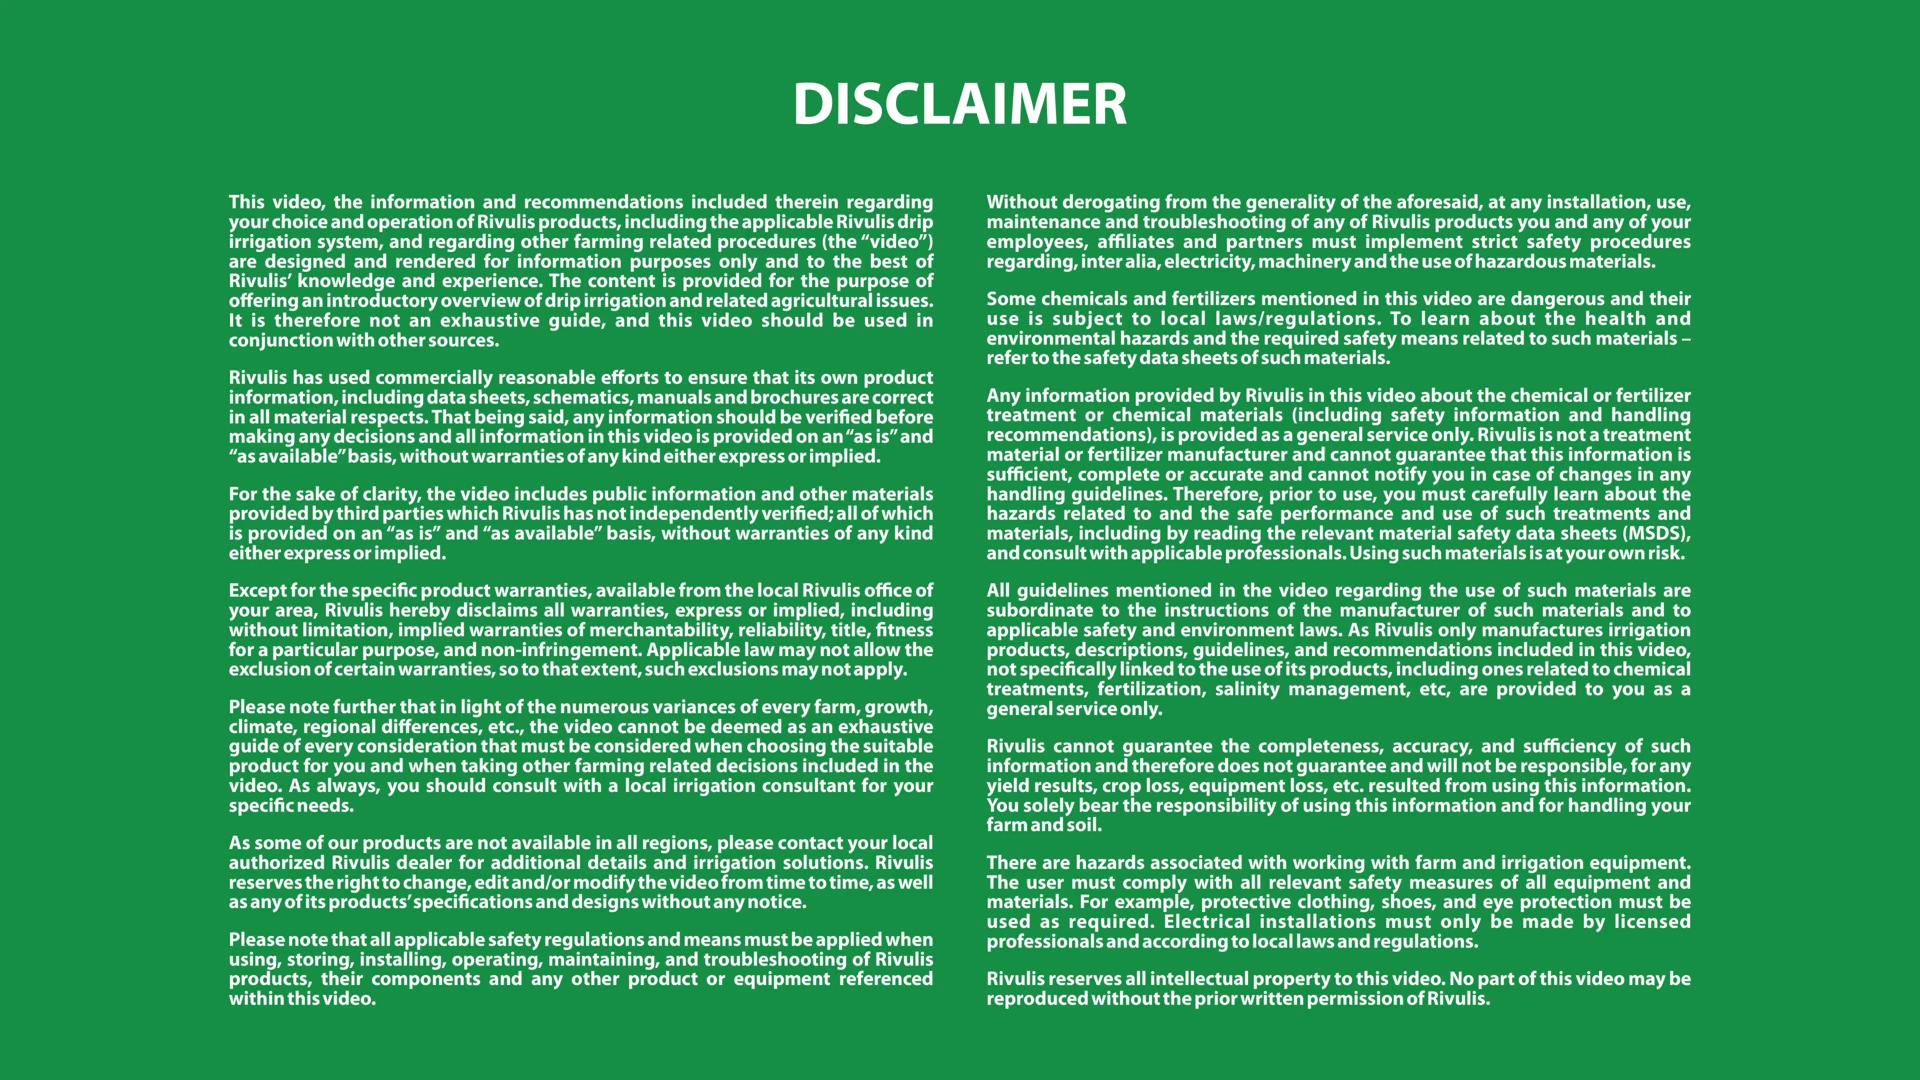 DISCLAIMER
This video, the information and recommendations included therein regarding
your choice and operation of Rivulis products, including the applicable Rivulis drip
irrigation system, and regarding other farming related procedures (the “video”)
are designed and rendered for information purposes only and to the best of
Rivulis’ knowledge and experience. The content is provided for the purpose of
offering an introductory overview of drip irrigation and related agricultural issues.
It is therefore not an exhaustive guide, and this video should be used in
conjunction with other sources.
Rivulis has used commercially reasonable efforts to ensure that its own product
information, including data sheets, schematics, manuals and brochures are correct
in all material respects. That being said, any information should be verified before
making any decisions and all information in this video is provided on an “as is” and
“as available” basis, without warranties of any kind either express or implied.
For the sake of clarity, the video includes public information and other materials
provided by third parties which Rivulis has not independently verified; all of which
is provided on an “as is” and “as available” basis, without warranties of any kind
either express or implied.
Except for the specific product warranties, available from the local Rivulis office of
your area, Rivulis hereby disclaims all warranties, express or implied, including
without limitation, implied warranties of merchantability, reliability, title, fitness
for a particular purpose, and non-infringement. Applicable law may not allow the
exclusion of certain warranties, so to that extent, such exclusions may not apply.
Please note further that in light of the numerous variances of every farm, growth,
climate, regional differences, etc., the video cannot be deemed as an exhaustive
guide of every consideration that must be considered when choosing the suitable
product for you and when taking other farming related decisions included in the
video. As always, you should consult with a local irrigation consultant for your
specific needs.
As some of our products are not available in all regions, please contact your local
authorized Rivulis dealer for additional details and irrigation solutions. Rivulis
reserves the right to change, edit and/or modify the video from time to time, as well
as any of its products’ specifications and designs without any notice.
Please note that all applicable safety regulations and means must be applied when
using, storing, installing, operating, maintaining, and troubleshooting of Rivulis
products, their components and any other product or equipment referenced
within this video.
Without derogating from the generality of the aforesaid, at any installation, use,
maintenance and troubleshooting of any of Rivulis products you and any of your
employees, affiliates and partners must implement strict safety procedures
regarding, inter alia, electricity, machinery and the use of hazardous materials.
Some chemicals and fertilizers mentioned in this video are dangerous and their
use is subject to local laws/regulations. To learn about the health and
environmental hazards and the required safety means related to such materials –
refer to the safety data sheets of such materials.
Any information provided by Rivulis in this video about the chemical or fertilizer
treatment or chemical materials (including safety information and handling
recommendations), is provided as a general service only. Rivulis is not a treatment
material or fertilizer manufacturer and cannot guarantee that this information is
sufficient, complete or accurate and cannot notify you in case of changes in any
handling guidelines. Therefore, prior to use, you must carefully learn about the
hazards related to and the safe performance and use of such treatments and
materials, including by reading the relevant material safety data sheets (MSDS),
and consult with applicable professionals. Using such materials is at your own risk.
All guidelines mentioned in the video regarding the use of such materials are
subordinate to the instructions of the manufacturer of such materials and to
applicable safety and environment laws. As Rivulis only manufactures irrigation
products, descriptions, guidelines, and recommendations included in this video,
not specifically linked to the use of its products, including ones related to chemical
treatments, fertilization, salinity management, etc, are provided to you as a
general service only.
Rivulis cannot guarantee the completeness, accuracy, and sufficiency of such
information and therefore does not guarantee and will not be responsible, for any
yield results, crop loss, equipment loss, etc. resulted from using this information.
You solely bear the responsibility of using this information and for handling your
farm and soil.
There are hazards associated with working with farm and irrigation equipment.
The user must comply with all relevant safety measures of all equipment and
materials. For example, protective clothing, shoes, and eye protection must be
used as required. Electrical installations must only be made by licensed
professionals and according to local laws and regulations.
Rivulis reserves all intellectual property to this video. No part of this video may be
reproduced without the prior written permission of Rivulis.